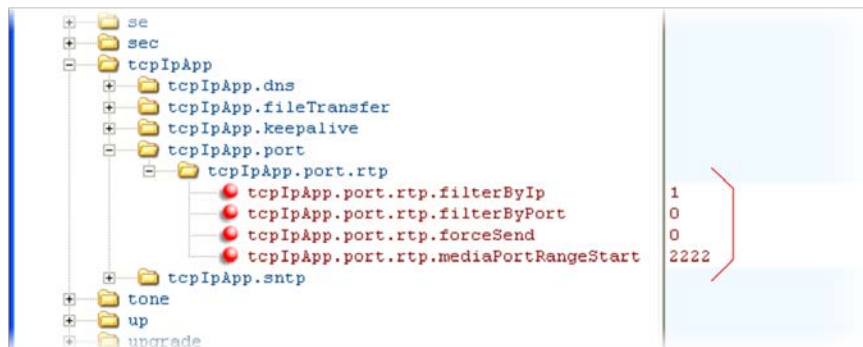 se
sec
tcpIpApp
tcpIpApp.dns
tcpIpApp.fileTransfer
tcpIpApp.keepalive
tcpIpApp.port
tcpIpApp.port.rtp
tcpIpApp.port.rtp.filterByIp 1
tcpIpApp.port.rtp.filterByPort 0
tcpIpApp.port.rtp.forceSend 0
tcpIpApp.port.rtp.mediaPortRangeStart 2222
tcpIpApp.sntp
tone
up
upgrade